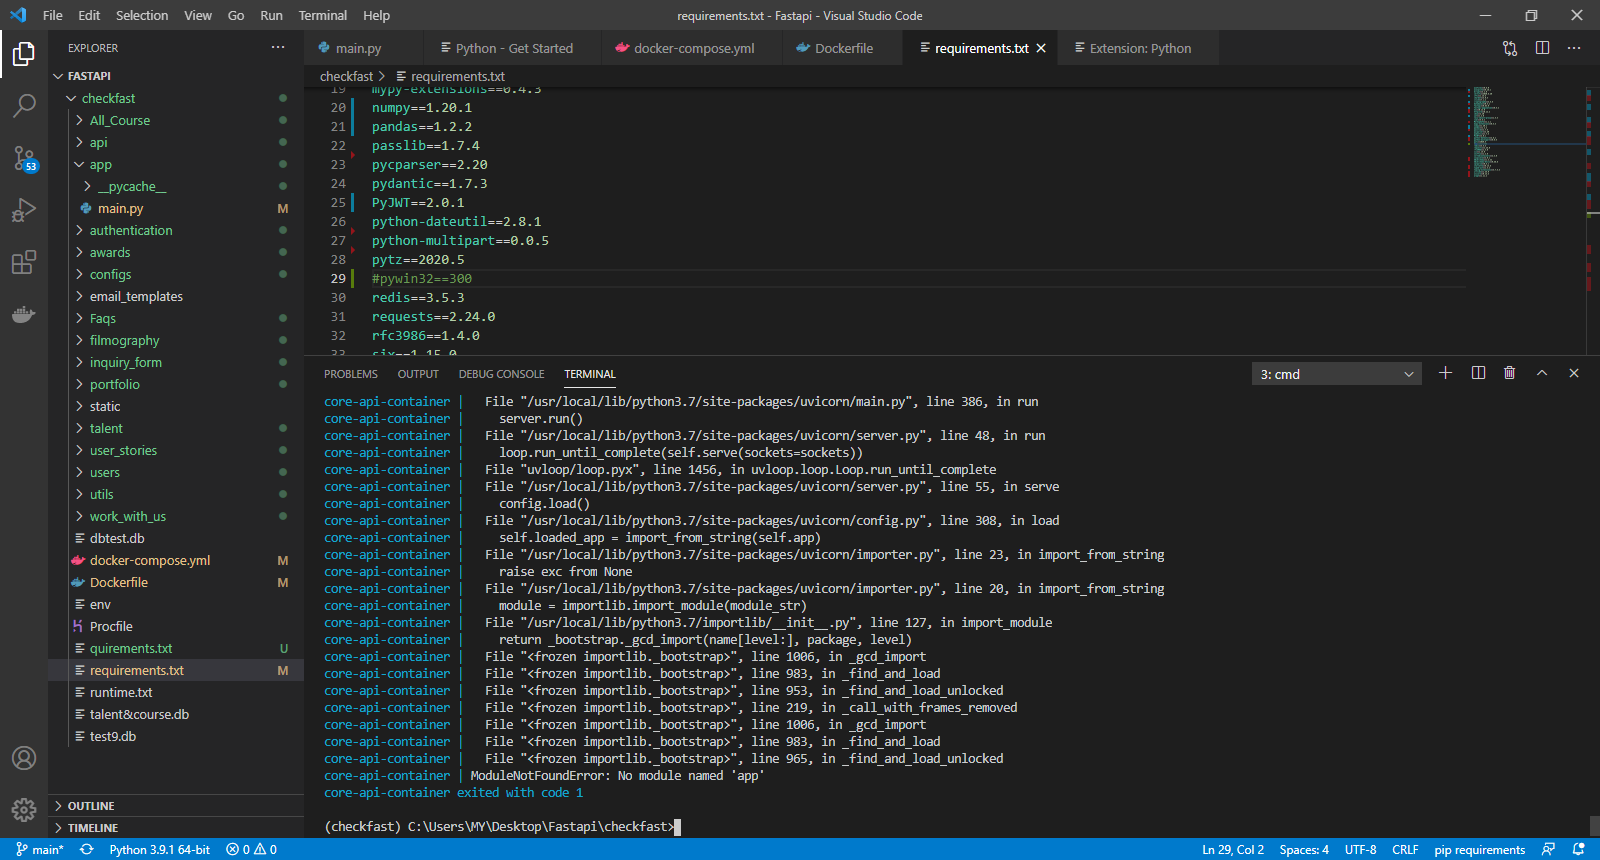 File Edit Selection View Go Run Terminal Help requirements.txt - Fastapi - Visual Studio Code
EXPLORER
main.py Python - Get Started docker-compose.yml Dockerfile requirements.txt Extension: Python
checkfast > requirements.txt
FASTAPI
checkfast
All_Course
api
app
__pycache__
main.py M
authentication
awards
configs
email_templates
Faqs
filmography
inquiry_form
portfolio
static
talent
user_stories
users
utils
work_with_us
dbtest.db
docker-compose.yml M
Dockerfile M
env
Procfile
quirements.txt U
requirements.txt M
runtime.txt
talent&course.db
test9.db
OUTLINE
TIMELINE
53
19 mypy-extensions==0.4.3
20 numpy==1.20.1
21 pandas==1.2.2
22 passlib==1.7.4
23 pycparser==2.20
24 pydantic==1.7.3
25 PyJWT==2.0.1
26 python-dateutil==2.8.1
27 python-multipart==0.0.5
28 pytz==2020.5
29 #pywin32==300
30 redis==3.5.3
31 requests==2.24.0
32 rfc3986==1.4.0
33 six==1.15.0
PROBLEMS OUTPUT DEBUG CONSOLE TERMINAL 3: cmd
core-api-container | File "/usr/local/lib/python3.7/site-packages/uvicorn/main.py", line 386, in run
core-api-container | server.run()
core-api-container | File "/usr/local/lib/python3.7/site-packages/uvicorn/server.py", line 48, in run
core-api-container | loop.run_until_complete(self.serve(sockets=sockets))
core-api-container | File "uvloop/loop.pyx", line 1456, in uvloop.loop.Loop.run_until_complete
core-api-container | File "/usr/local/lib/python3.7/site-packages/uvicorn/server.py", line 55, in serve
core-api-container | config.load()
core-api-container | File "/usr/local/lib/python3.7/site-packages/uvicorn/config.py", line 308, in load
core-api-container | self.loaded_app = import_from_string(self.app)
core-api-container | File "/usr/local/lib/python3.7/site-packages/uvicorn/importer.py", line 23, in import_from_string
core-api-container | raise exc from None
core-api-container | File "/usr/local/lib/python3.7/site-packages/uvicorn/importer.py", line 20, in import_from_string
core-api-container | module = importlib.import_module(module_str)
core-api-container | File "/usr/local/lib/python3.7/importlib/__init__.py", line 127, in import_module
core-api-container | return _bootstrap._gcd_import(name[level:], package, level)
core-api-container | File "<frozen importlib._bootstrap>", line 1006, in _gcd_import
core-api-container | File "<frozen importlib._bootstrap>", line 983, in _find_and_load
core-api-container | File "<frozen importlib._bootstrap>", line 953, in _find_and_load_unlocked
core-api-container | File "<frozen importlib._bootstrap>", line 219, in _call_with_frames_removed
core-api-container | File "<frozen importlib._bootstrap>", line 1006, in _gcd_import
core-api-container | File "<frozen importlib._bootstrap>", line 983, in _find_and_load
core-api-container | File "<frozen importlib._bootstrap>", line 965, in _find_and_load_unlocked
core-api-container | ModuleNotFoundError: No module named 'app'
core-api-container exited with code 1
(checkfast) C:\Users\MY\Desktop\Fastapi\checkfast>
main* Python 3.9.1 64-bit 0 0 Ln 29, Col 2 Spaces: 4 UTF-8 CRLF pip requirements